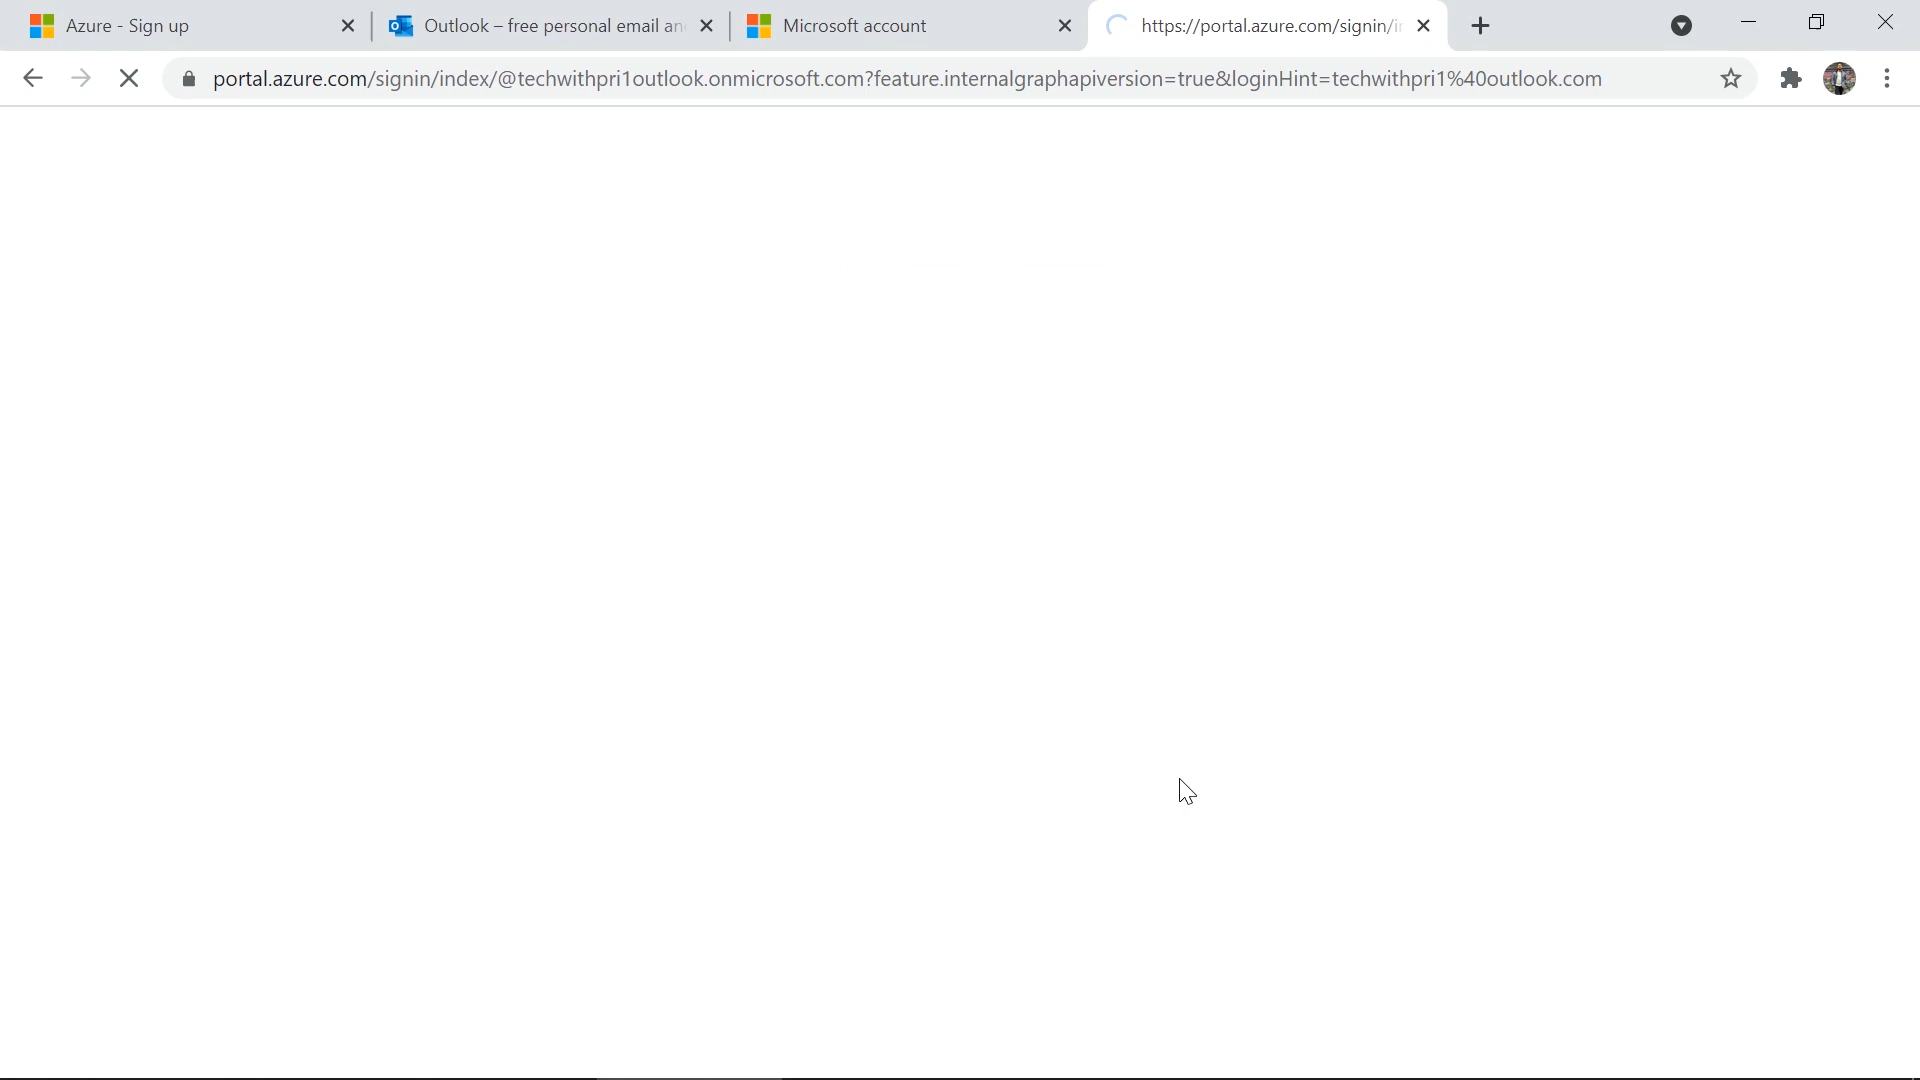 Azure - Sign up
Outlook – free personal email an
Microsoft account
https://portal.azure.com/signin/i
portal.azure.com/signin/index/@techwithpri1outlook.onmicrosoft.com?feature.internalgraphapiversion=true&loginHint=techwithpri1%40outlook.com